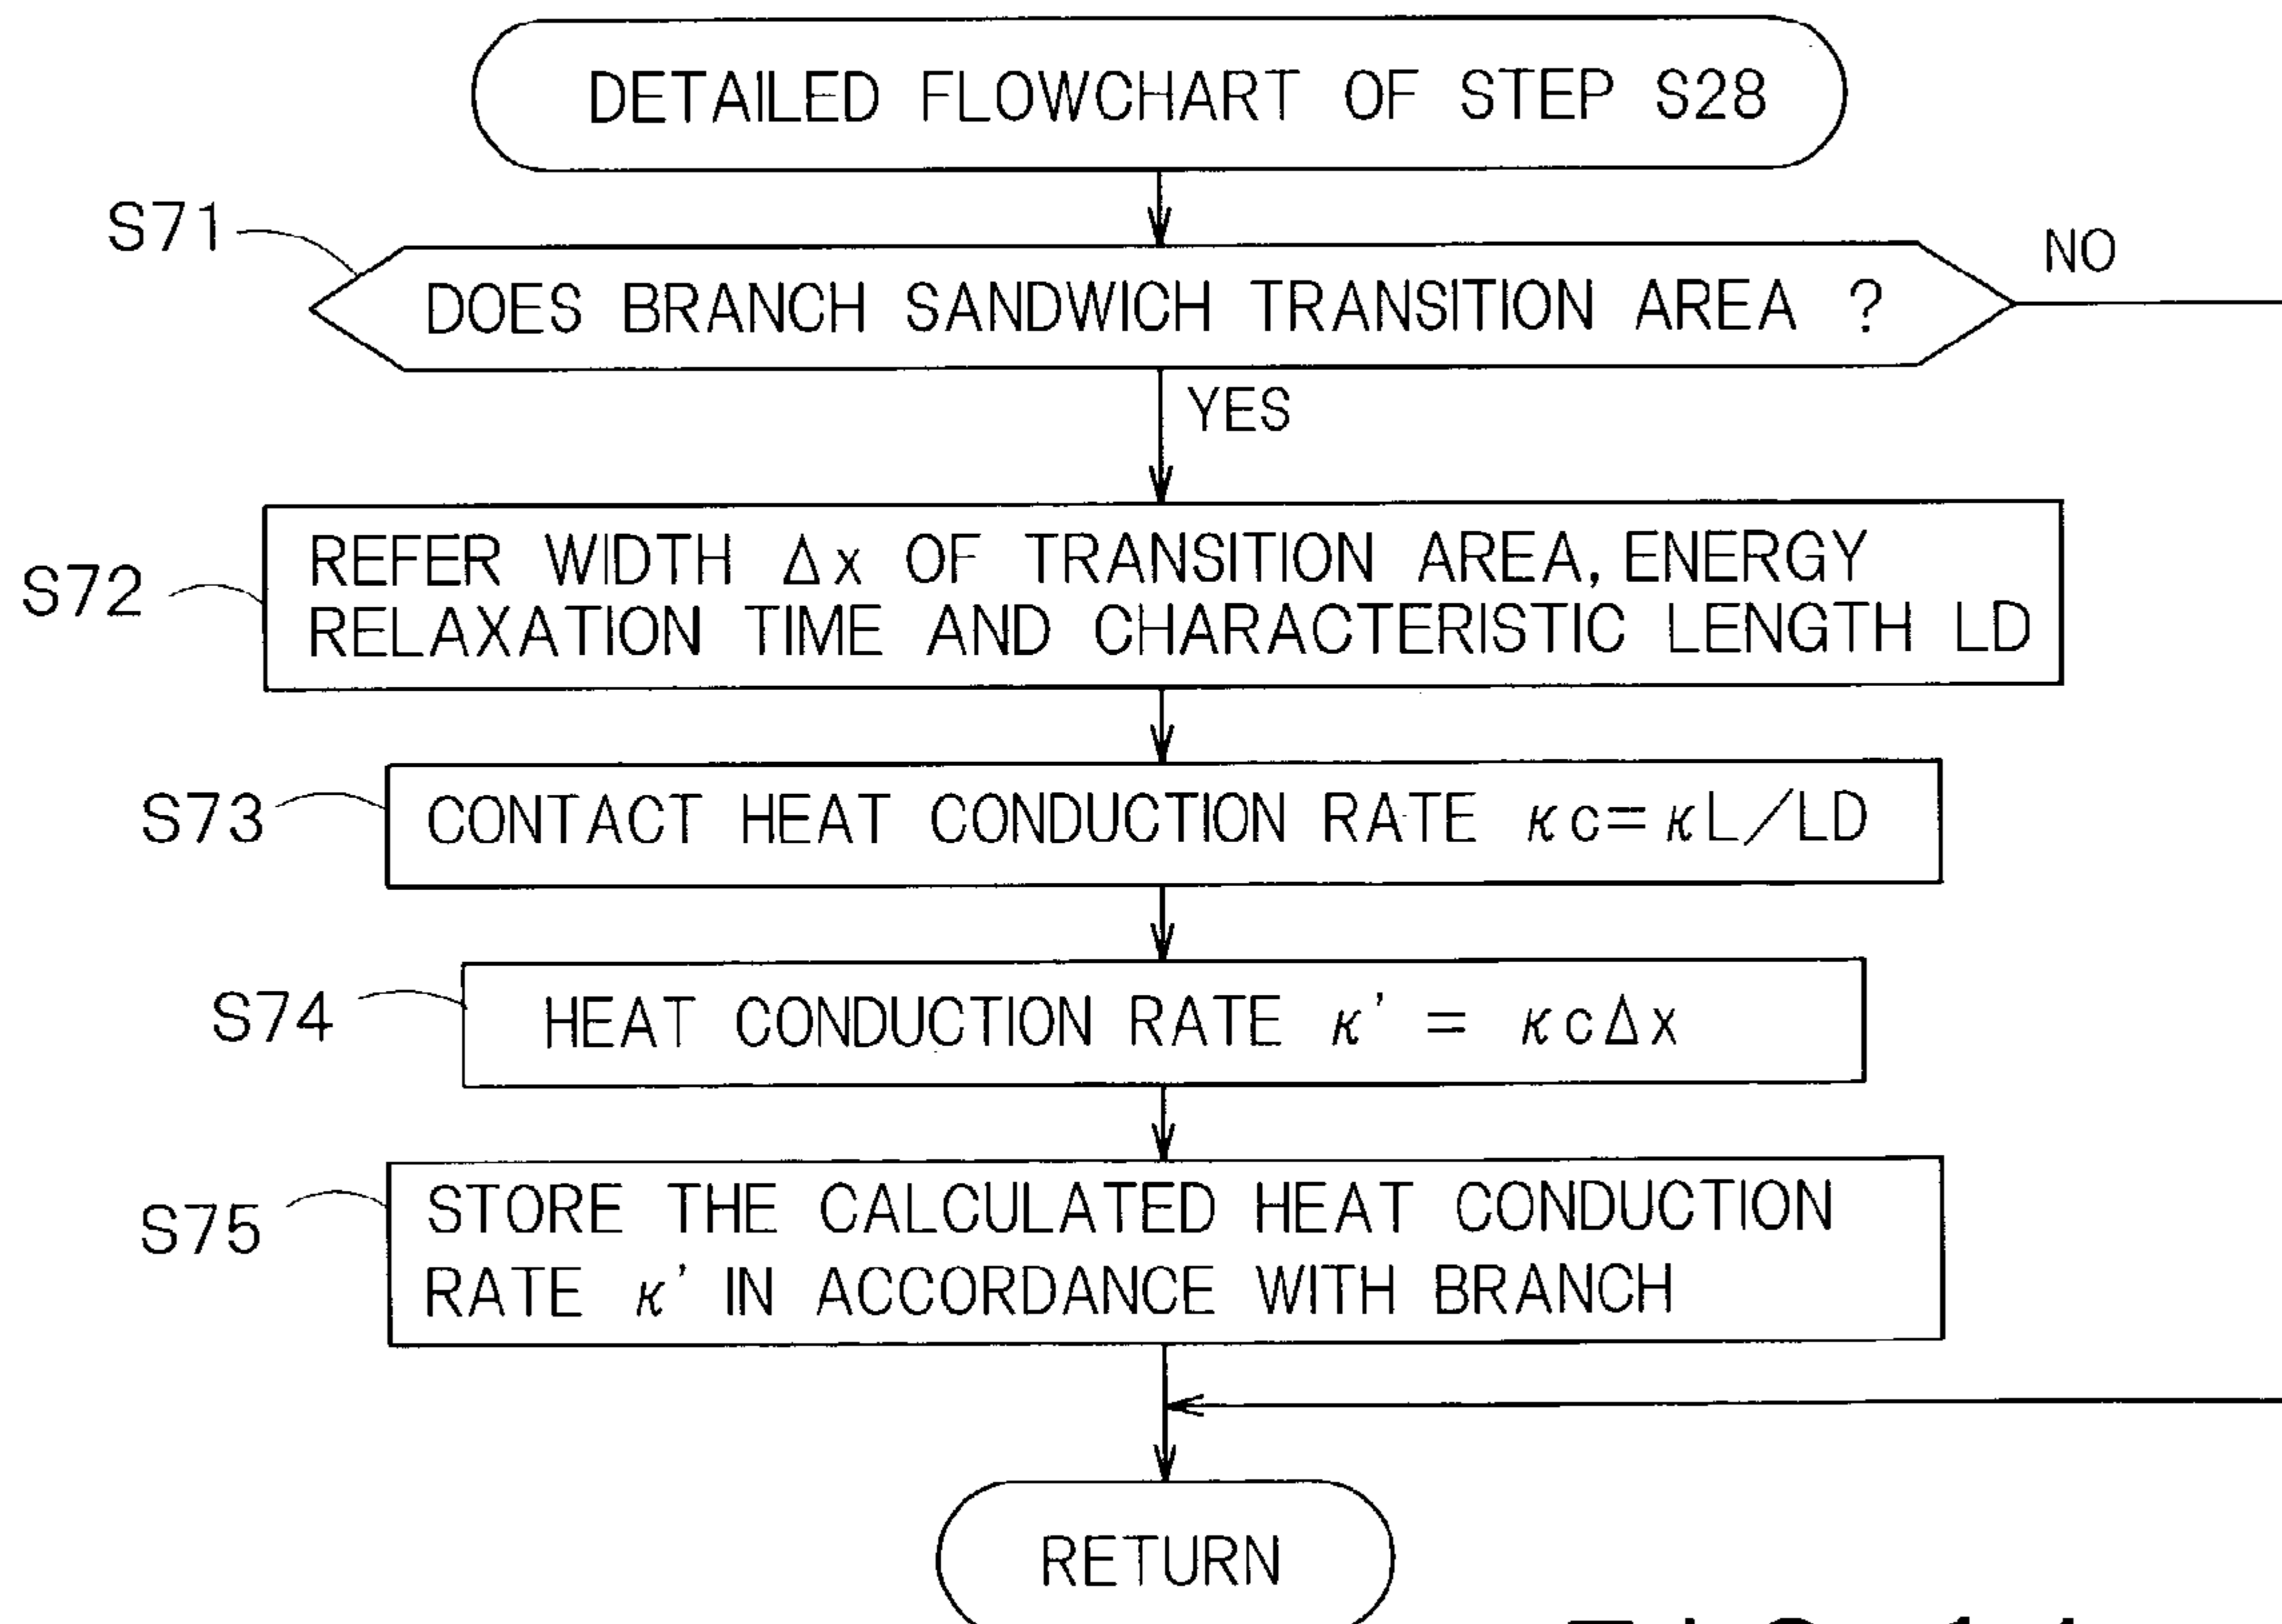 DETAILED FLOWCHART OF STEP S28
S71
DOES BRANCH SANDWICH TRANSITION AREA ?
NO
YES
S72
REFER WIDTH Δx OF TRANSITION AREA, ENERGY
RELAXATION TIME AND CHARACTERISTIC LENGTH LD
S73
CONTACT HEAT CONDUCTION RATE κc=κL/LD
S74
HEAT CONDUCTION RATE κ' = κcΔx
S75
STORE THE CALCULATED HEAT CONDUCTION
RATE κ' IN ACCORDANCE WITH BRANCH
RETURN